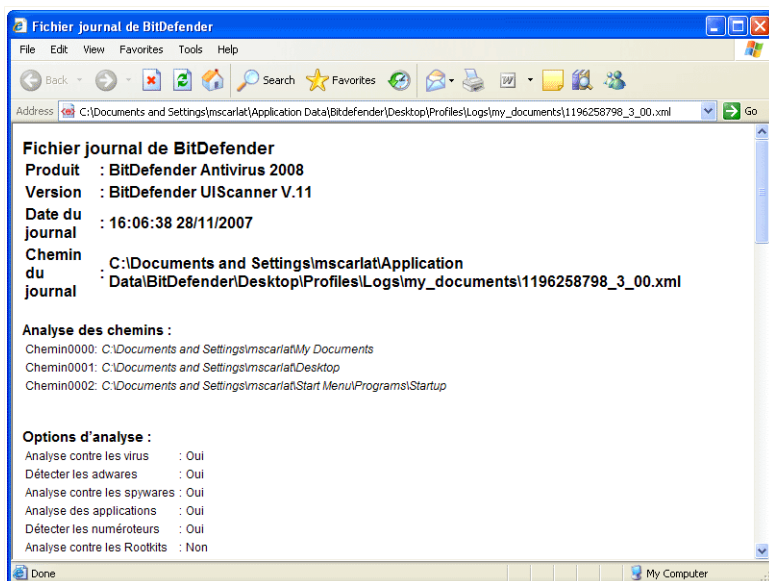 Fichier journal de BitDefender
File Edit View Favorites Tools Help
Back Search Favorites
Address C:\Documents and Settings\mscarlat\Application Data\Bitdefender\Desktop\Profiles\Logs\my_documents\1196258798_3_00.xml Go
Fichier journal de BitDefender
Produit : BitDefender Antivirus 2008
Version : BitDefender UIScanner V.11
Date du journal : 16:06:38 28/11/2007
Chemin du journal : C:\Documents and Settings\mscarlat\Application Data\BitDefender\Desktop\Profiles\Logs\my_documents\1196258798_3_00.xml
Analyse des chemins :
Chemin0000: C:\Documents and Settings\mscarlat\My Documents
Chemin0001: C:\Documents and Settings\mscarlat\Desktop
Chemin0002: C:\Documents and Settings\mscarlat\Start Menu\Programs\Startup
Options d'analyse :
Analyse contre les virus : Oui
Détecter les adwares : Oui
Analyse contre les spywares : Oui
Analyse des applications : Oui
Détecter les numéroteurs : Oui
Analyse contre les Rootkits : Non
Done My Computer